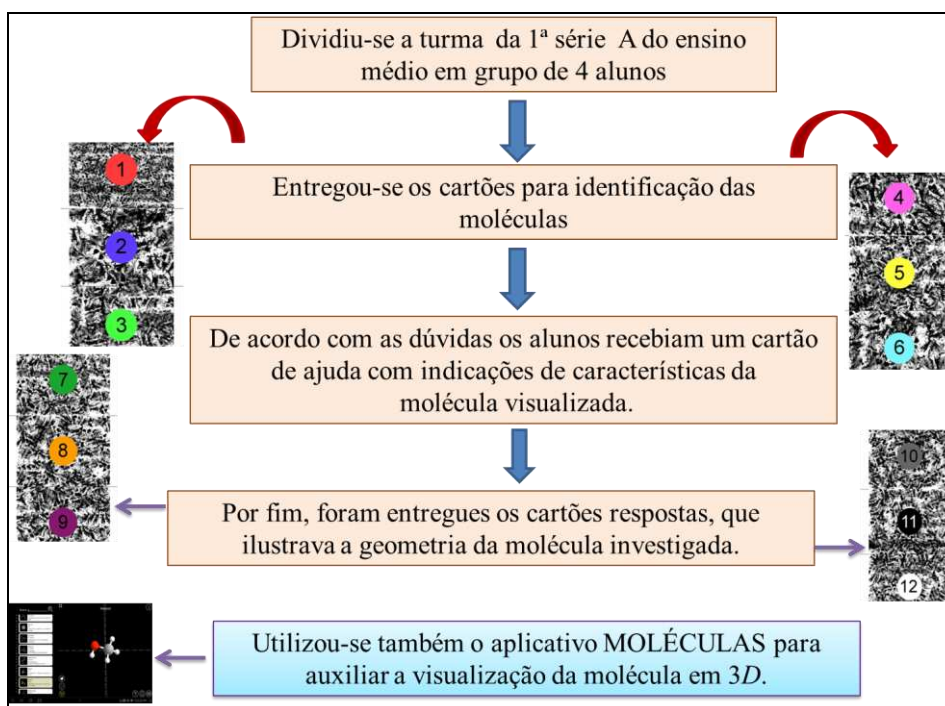 Dividiu-se a turma da 1ª série A do ensino
médio em grupo de 4 alunos
1
2
3
Entregou-se os cartões para identificação das
moléculas
4
5
6
De acordo com as dúvidas os alunos recebiam um cartão
de ajuda com indicações de características da
molécula visualizada.
7
8
9
Por fim, foram entregues os cartões respostas, que
ilustrava a geometria da molécula investigada.
10
11
12
Utilizou-se também o aplicativo MOLÉCULAS para
auxiliar a visualização da molécula em 3D.